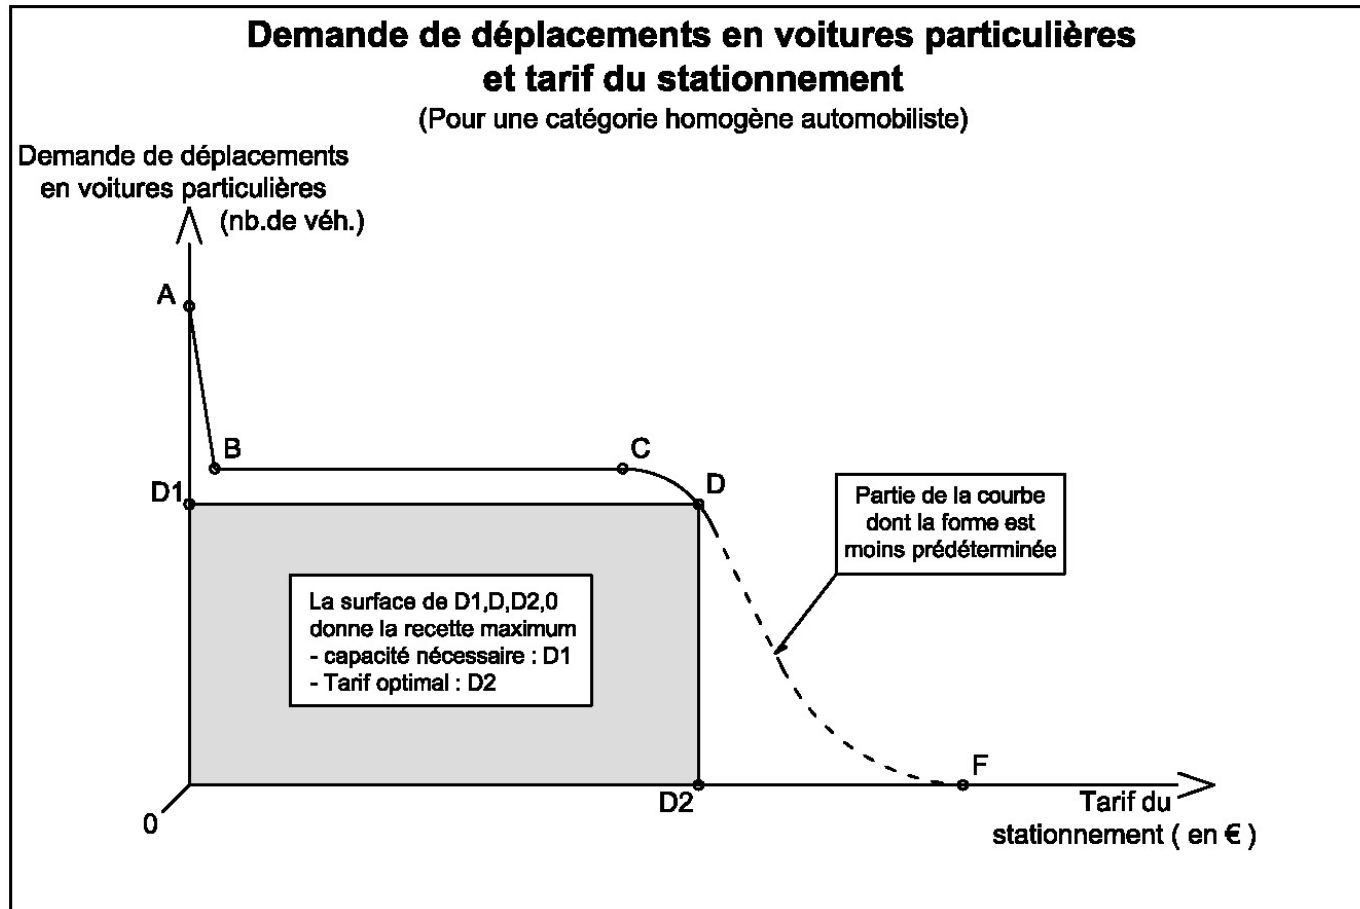 Demande de déplacements en voitures particulières
et tarif du stationnement
(Pour une catégorie homogène automobiliste)
Demande de déplacements
en voitures particulières
(nb.de véh.)
A
B
C
D1
D
Partie de la courbe
dont la forme est
moins prédéterminée
La surface de D1,D,D2,0
donne la recette maximum
- capacité nécessaire : D1
- Tarif optimal : D2
F
0
D2
Tarif du
stationnement ( en € )